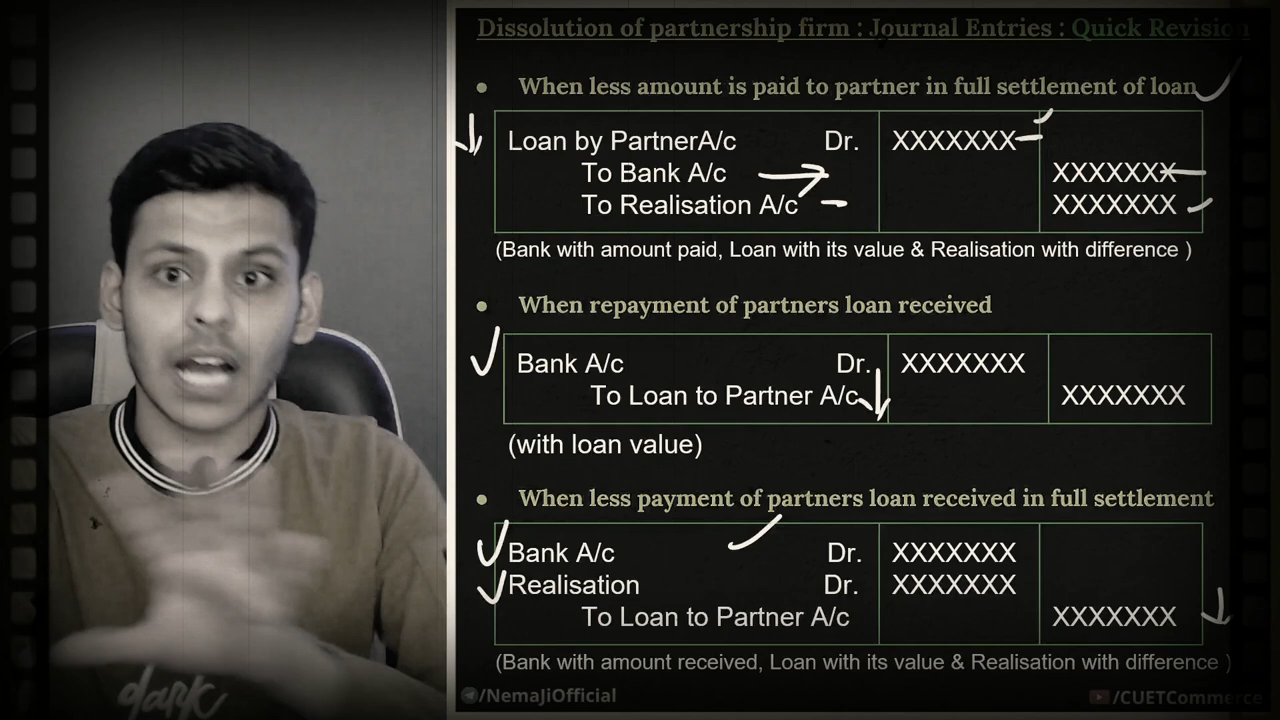 Dissolution of partnership firm : Journal Entries : Quick Revision
• When less amount is paid to partner in full settlement of loan
Loan by PartnerA/c Dr. XXXXXXX
To Bank A/c XXXXXXX
To Realisation A/c XXXXXXX
(Bank with amount paid, Loan with its value & Realisation with difference )
• When repayment of partners loan received
Bank A/c Dr. XXXXXXX
To Loan to Partner A/c XXXXXXX
(with loan value)
• When less payment of partners loan received in full settlement
Bank A/c Dr. XXXXXXX
Realisation Dr. XXXXXXX
To Loan to Partner A/c XXXXXXX
(Bank with amount received, Loan with its value & Realisation with difference )
dark
/NemaJiOfficial
/CUETCommerce